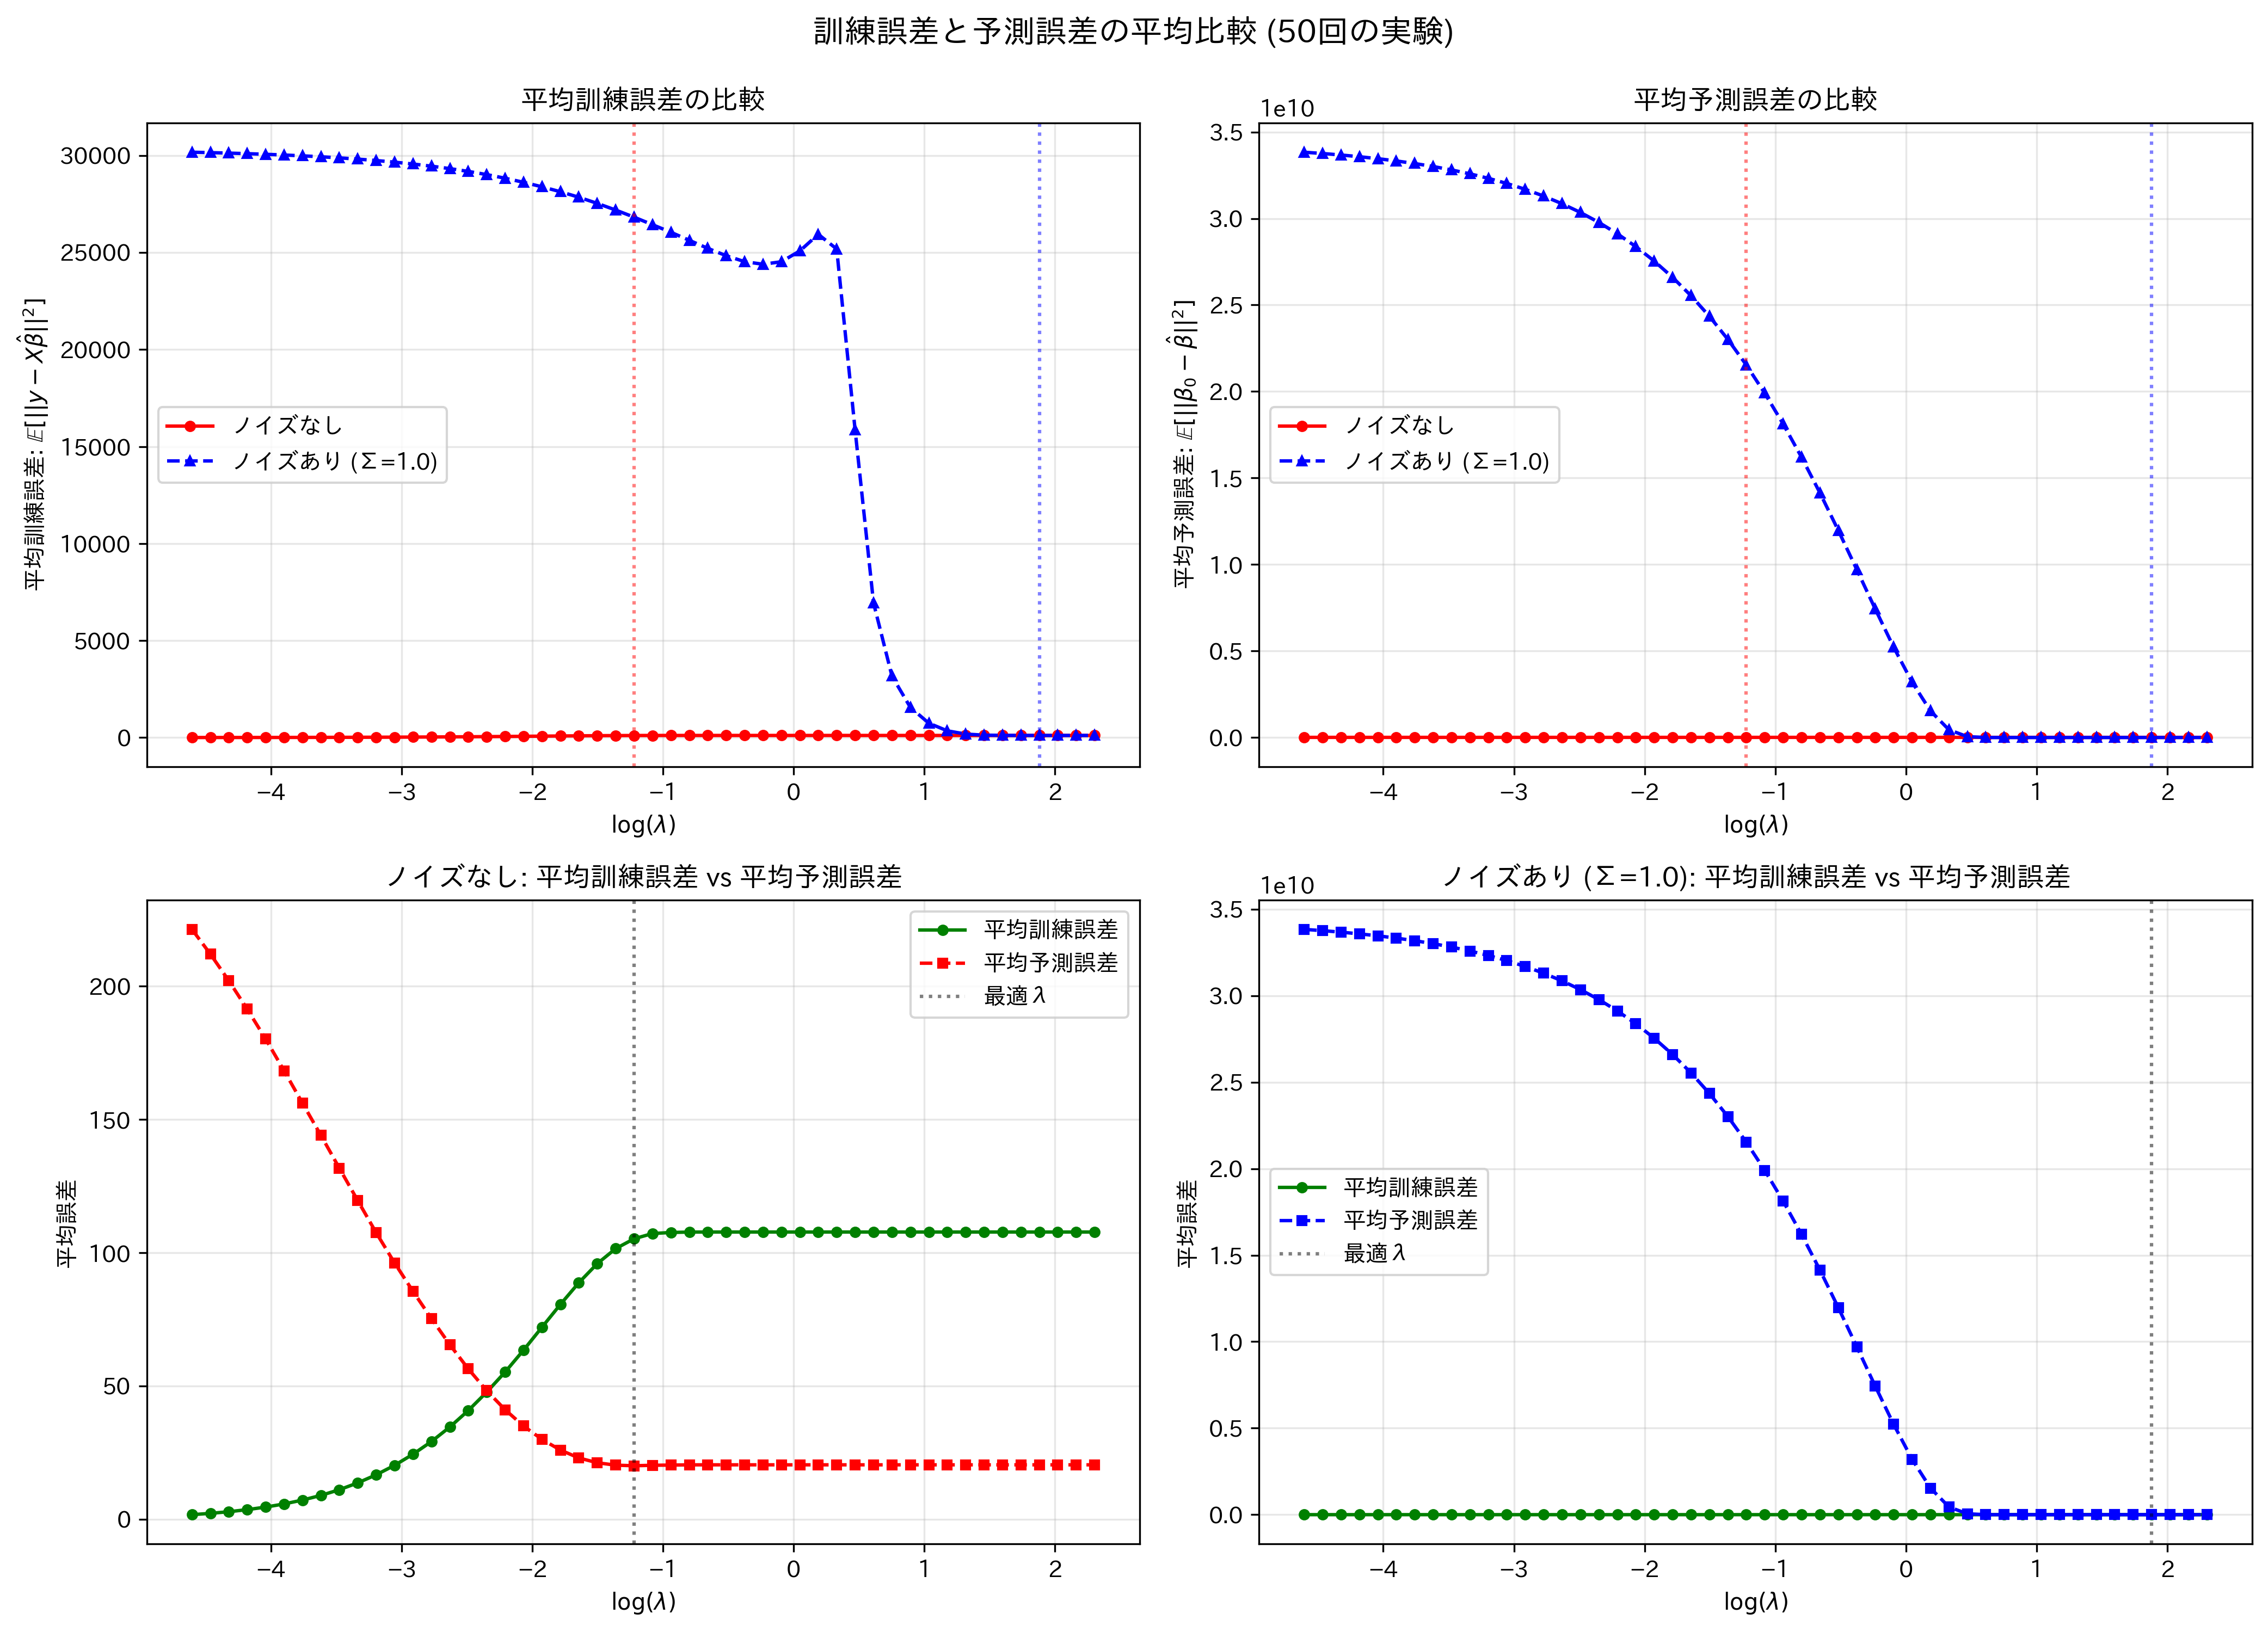 訓練誤差と予測誤差の平均比較 (50回の実験)
平均訓練誤差の比較
平均訓練誤差: 𝔼[||y − Xβ̂||²]
30000
25000
20000
15000
10000
5000
0
ノイズなし
ノイズあり (Σ=1.0)
−4 −3 −2 −1 0 1 2
log(λ)
平均予測誤差の比較
1e10
平均予測誤差: 𝔼[||β₀ − β̂||²]
3.5
3.0
2.5
2.0
1.5
1.0
0.5
0.0
ノイズなし
ノイズあり (Σ=1.0)
−4 −3 −2 −1 0 1 2
log(λ)
ノイズなし: 平均訓練誤差 vs 平均予測誤差
平均誤差
200
150
100
50
0
平均訓練誤差
平均予測誤差
最適λ
−4 −3 −2 −1 0 1 2
log(λ)
ノイズあり (Σ=1.0): 平均訓練誤差 vs 平均予測誤差
1e10
平均誤差
3.5
3.0
2.5
2.0
1.5
1.0
0.5
0.0
平均訓練誤差
平均予測誤差
最適λ
−4 −3 −2 −1 0 1 2
log(λ)